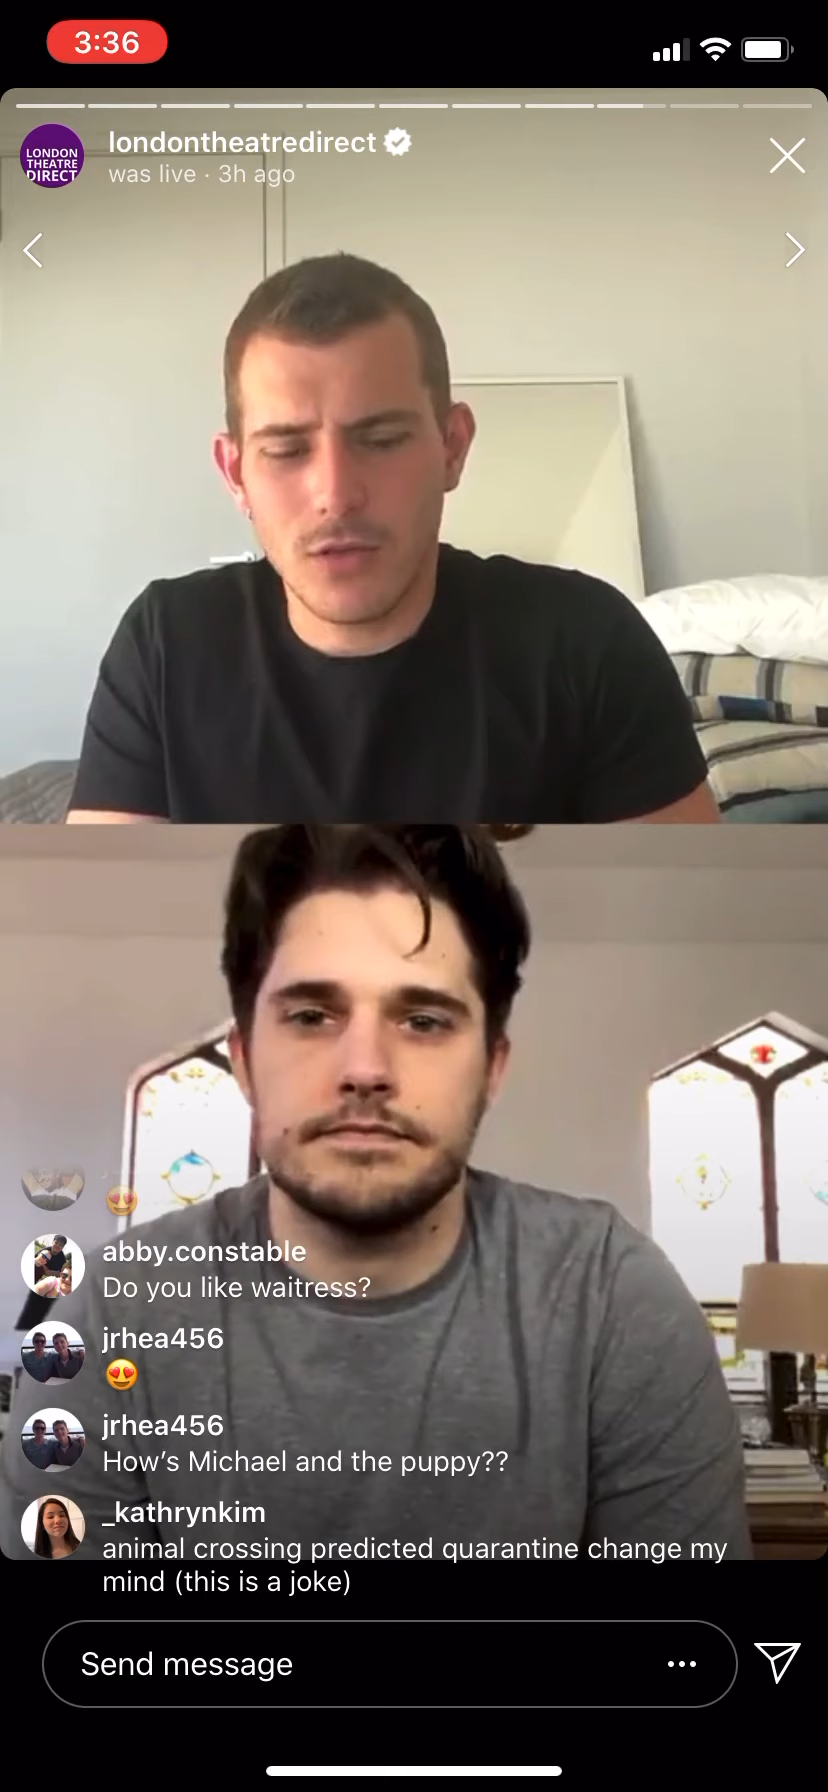 3:36
LONDON
THEATRE
DIRECT
londontheatredirect
was live · 3h ago
😍
abby.constable
Do you like waitress?
jrhea456
😍
jrhea456
How’s Michael and the puppy??
_kathrynkim
animal crossing predicted quarantine change my
mind (this is a joke)
Send message